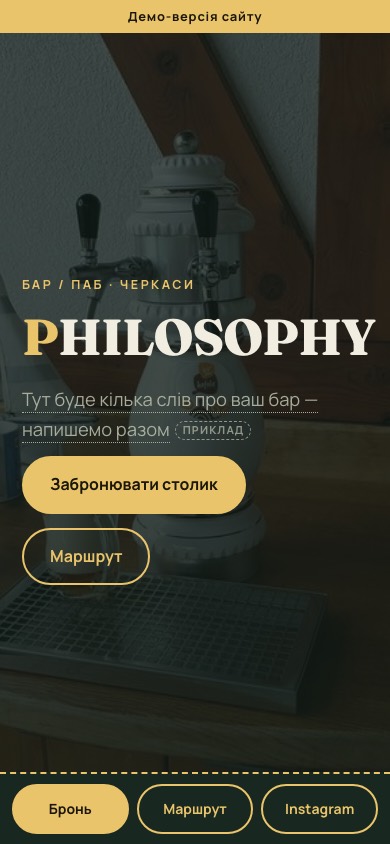 Демо-версія сайту
БАР / ПАБ · ЧЕРКАСИ
PHILOSOPHY
Тут буде кілька слів про ваш бар —
напишемо разом ПРИКЛАД
Забронювати столик
Маршрут
Бронь Маршрут Instagram